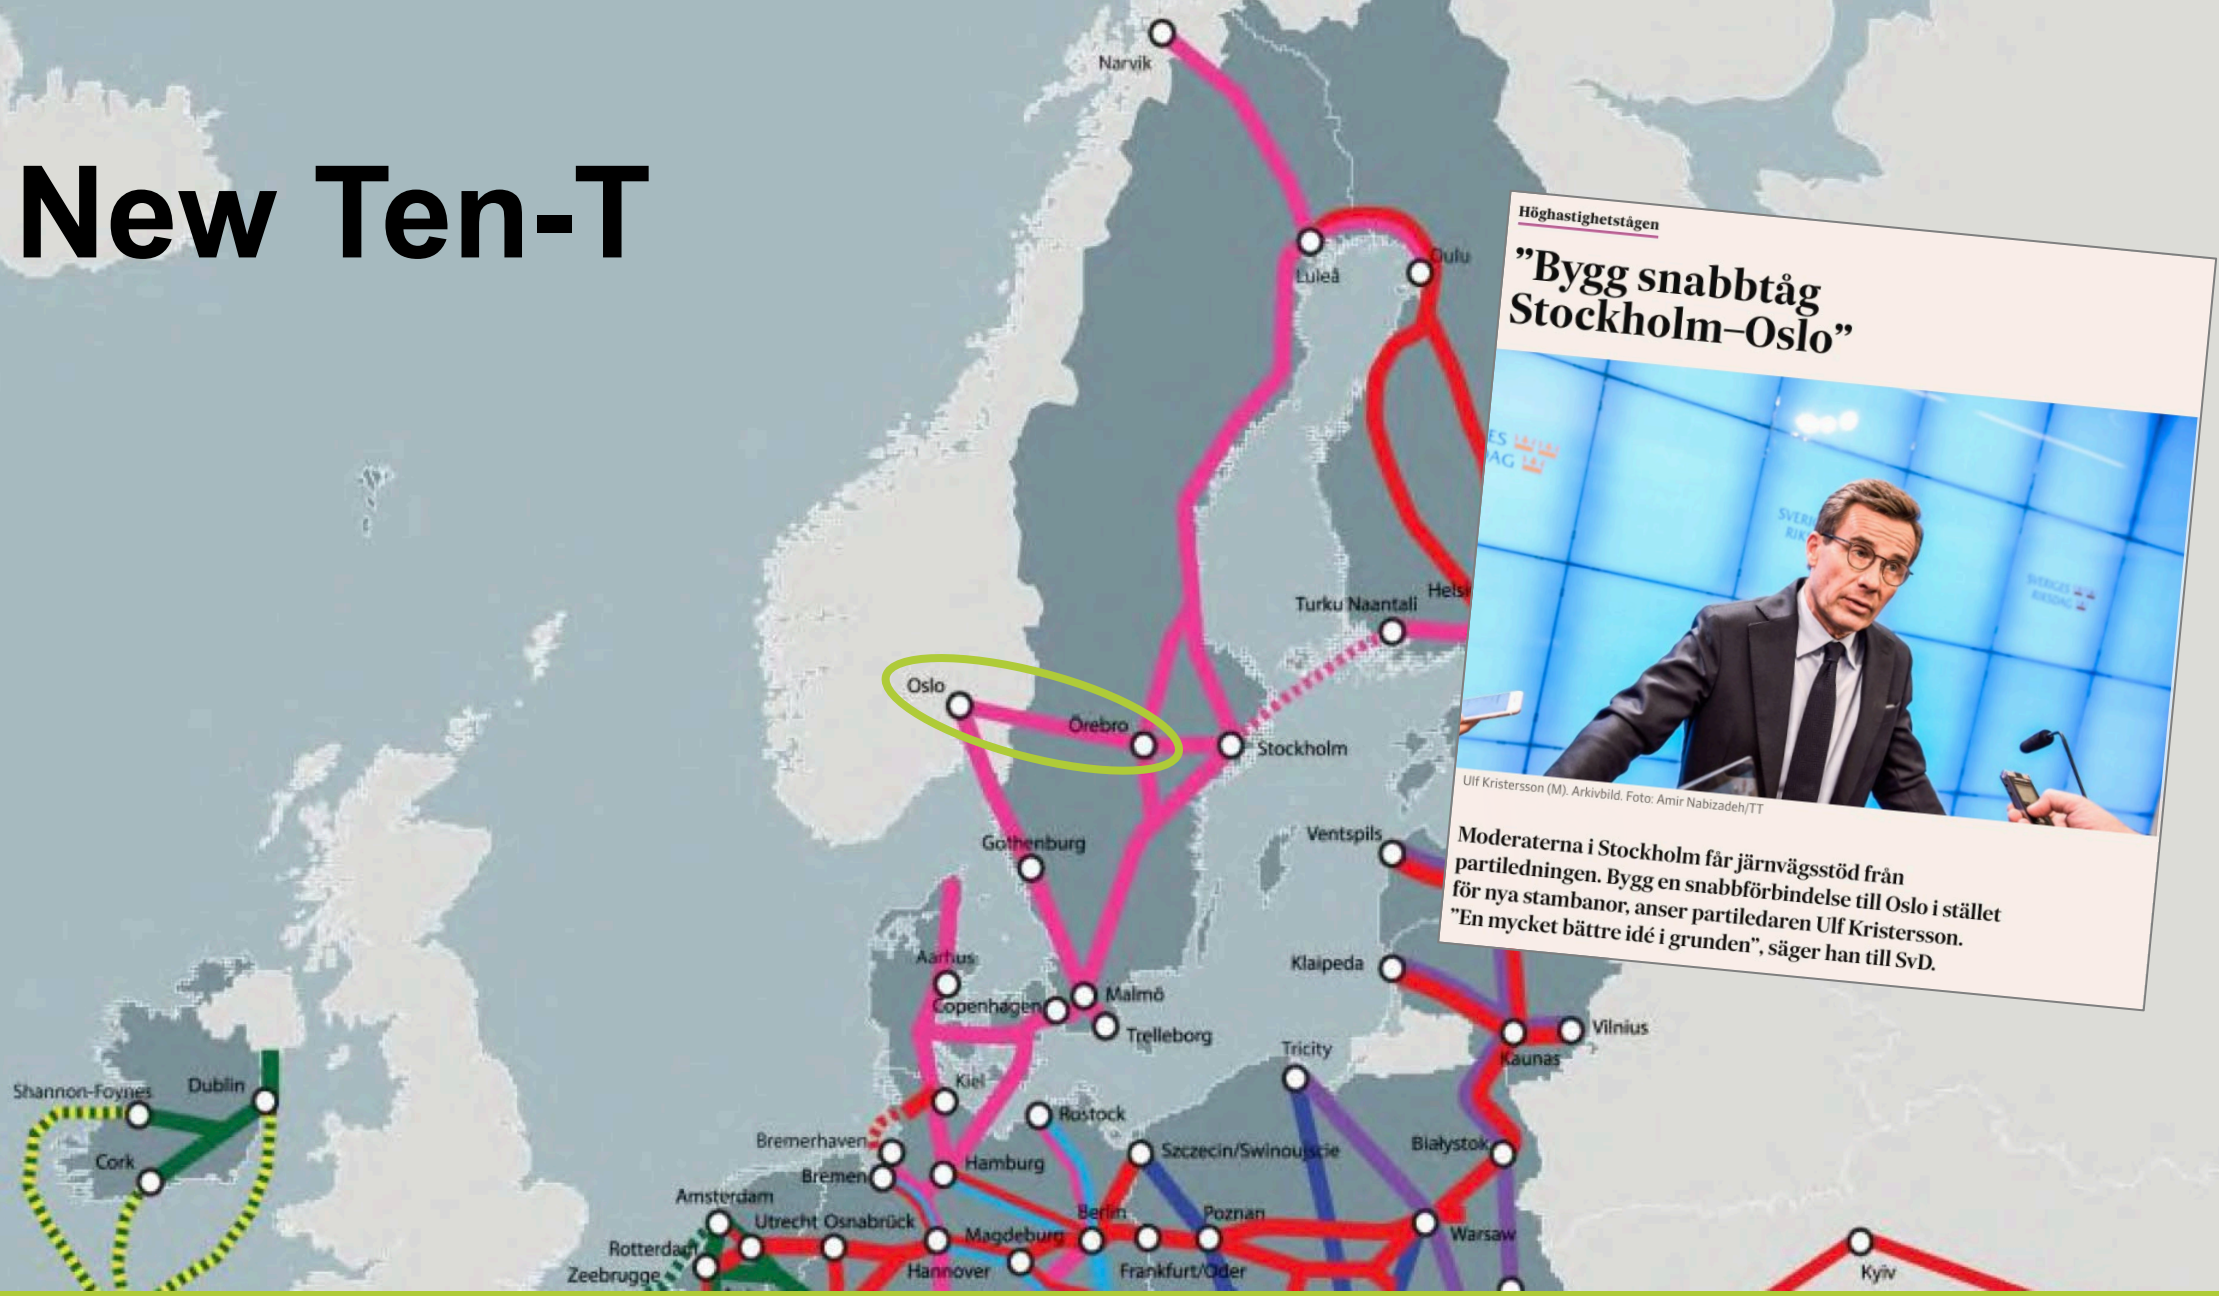 Narvik
New Ten-T
Luleå
Oulu
Höghastighetstågen
”Bygg snabbtåg
Stockholm–Oslo”
SVERIGES
RIKSDAG
Turku Naantali
Oslo
Örebro
Stockholm
Ulf Kristersson (M). Arkivbild. Foto: Amir Nabizadeh/TT
Moderaterna i Stockholm får järnvägsstöd från
partiledningen. Bygg en snabbförbindelse till Oslo i stället
för nya stambanor, anser partiledaren Ulf Kristersson.
”En mycket bättre idé i grunden”, säger han till SvD.
Gothenburg
Ventspils
Aarhus
Klaipeda
Copenhagen
Malmö
Trelleborg
Vilnius
Kaunas
Tricity
Shannon-Foynes
Dublin
Kiel
Rostock
Cork
Bremerhaven
Bremen
Hamburg
Szczecin/Swinoujscie
Białystok
Amsterdam
Utrecht Osnabrück
Berlin
Poznan
Rotterdam
Magdeburg
Warsaw
Zeebrugge
Hannover
Frankfurt/Oder
Kyiv